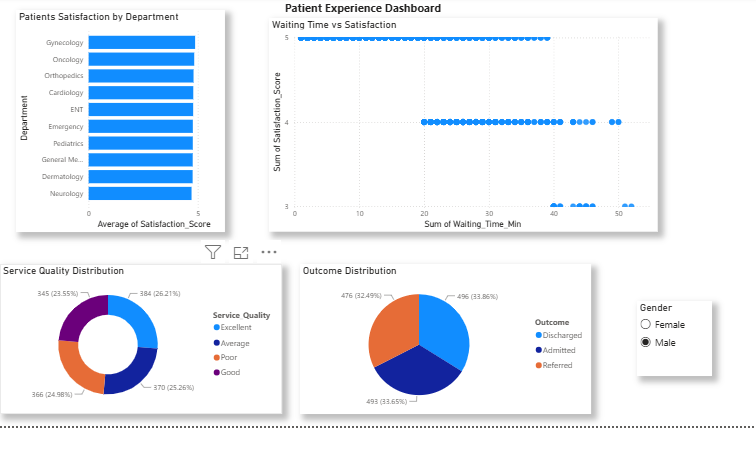 Patient Experience Dashboard
Patients Satisfaction by Department
Department
Gynecology
Oncology
Orthopedics
Cardiology
ENT
Emergency
Pediatrics
General Me...
Dermatology
Neurology
0 5
Average of Satisfaction_Score
Waiting Time vs Satisfaction
Sum of Satisfaction_Score
5
4
3
0 10 20 30 40 50
Sum of Waiting_Time_Min
Service Quality Distribution
345 (23.55%)
384 (26.21%)
366 (24.98%)
370 (25.26%)
Service Quality
Excellent
Average
Poor
Good
Outcome Distribution
476 (32.49%)
496 (33.86%)
493 (33.65%)
Outcome
Discharged
Admitted
Referred
Gender
Female
Male